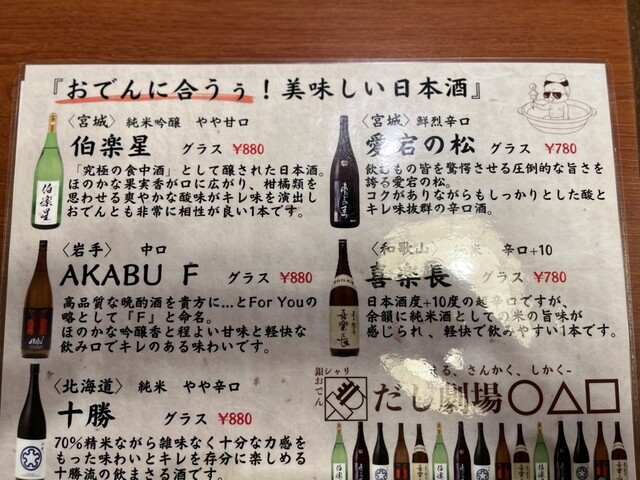 『おでんに合うぅ！美味しい日本酒』
〈宮城〉 純米吟醸 やや甘口
伯楽星 グラス ¥880
「究極の食中酒」として醸された日本酒。
ほのかな果実香が口に広がり、柑橘類を
思わせる爽やかな酸味がキレ味を演出し
おでんとも非常に相性が良い1本です。
〈宮城〉 鮮烈辛口
愛宕の松 グラス ¥780
飲むもの皆を驚愕させる圧倒的な旨さを
誇る愛宕の松。
コクがありながらもしっかりとした酸と
キレ味抜群の辛口酒。
〈岩手〉 中口
AKABU F グラス ¥880
高品質な晩酌酒を貴方に…とFor Youの
略として『F』と命名。
ほのかな吟醸香と程よい甘味と軽快な
飲み口でキレのある味わいです。
〈和歌山〉 純米 辛口+10
喜楽長 グラス ¥780
日本酒度+10度の超辛口ですが、
余韻に純米酒としての米の旨味が
感じられ、軽快で飲みやすい1本です。
〈北海道〉 純米 やや辛口
十勝 グラス ¥880
70%精米ながら雑味なく十分な力感を
もった味わいとキレを存分に楽しめる
十勝流の飲まさる酒です。
銀シャリ
おでん
まる、さんかく、しかく-
だし劇場○△□
伯楽星
喜楽長
伯楽星
伯楽星